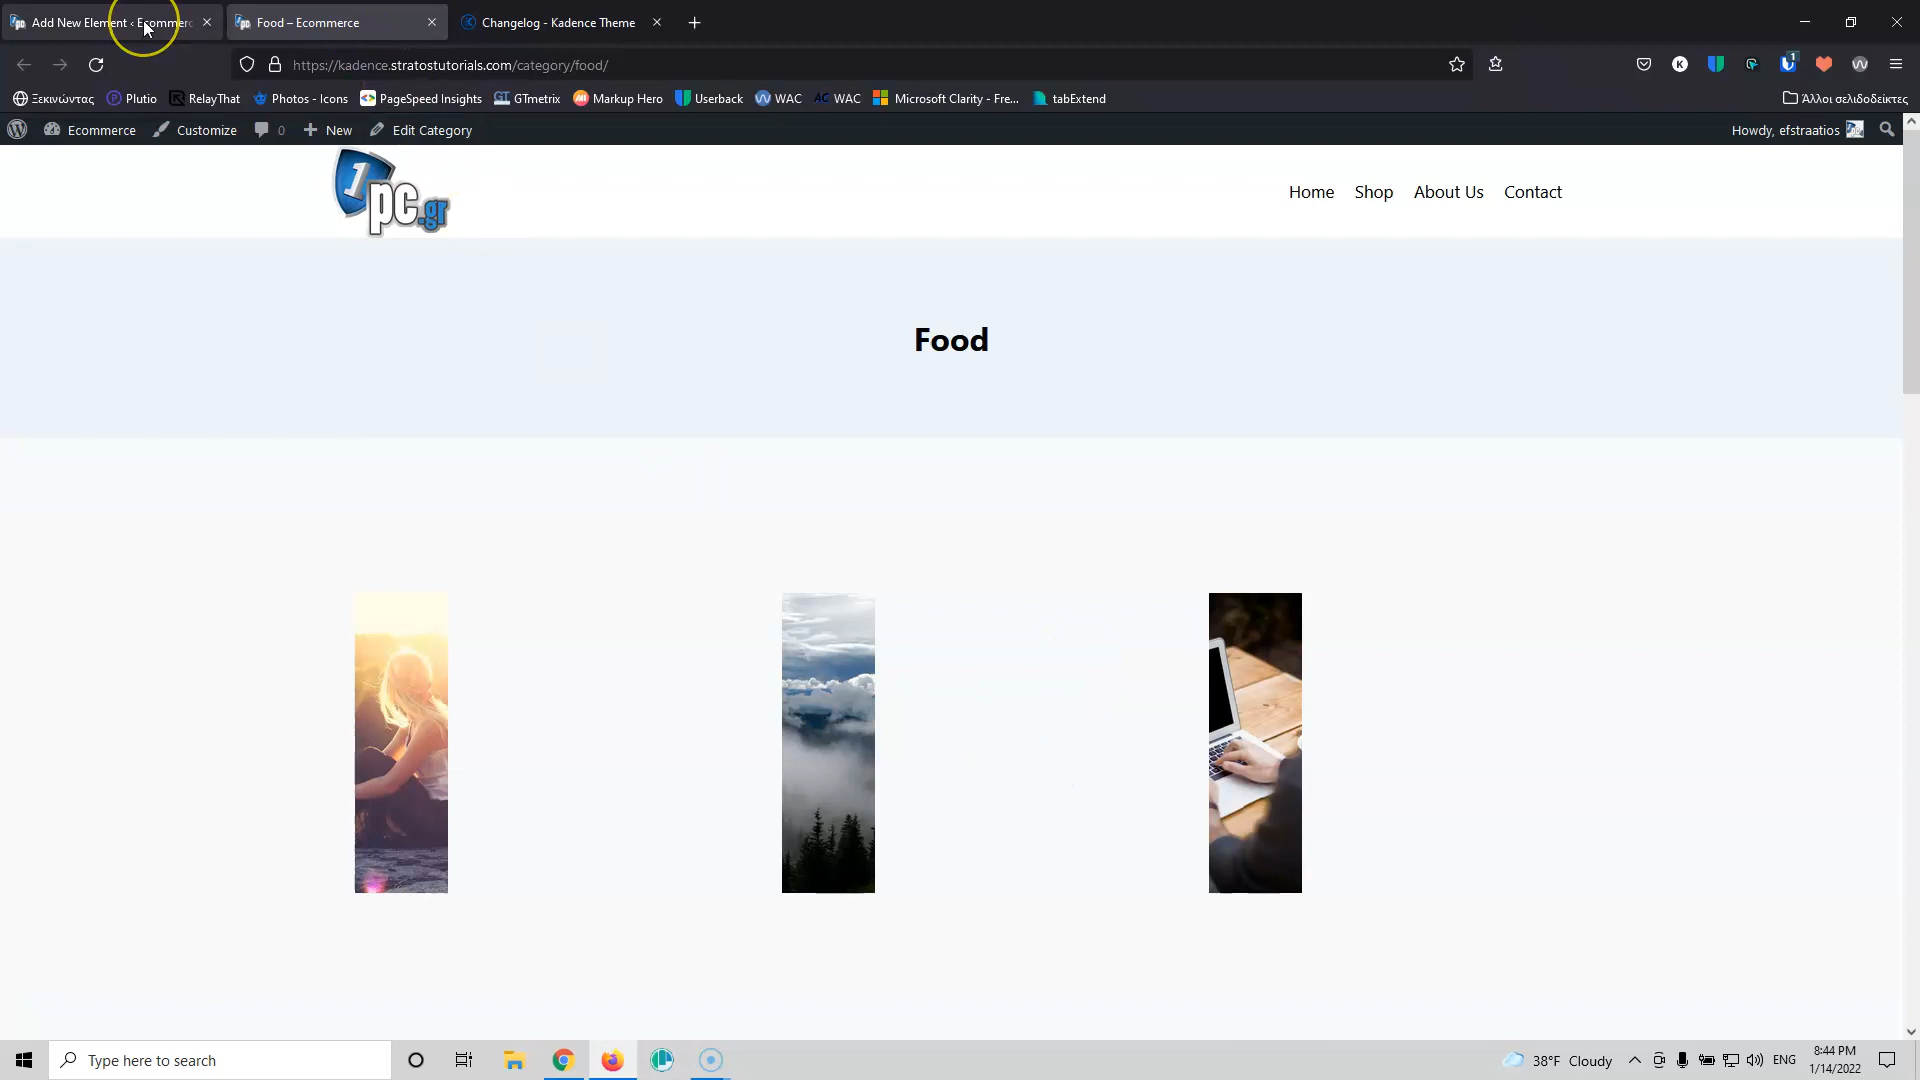 Add New Element ‹ Ecommerc
Food – Ecommerce
Changelog - Kadence Theme
https://kadence.stratostutorials.com/category/food/
1
Ξεκινώντας
Plutio
RelayThat
Photos - Icons
PageSpeed Insights
GTmetrix
Markup Hero
Userback
WAC
WAC
Microsoft Clarity - Fre...
tabExtend
Άλλοι σελιδοδείκτες
Ecommerce
Customize
0
New
Edit Category
Howdy, efstraatios
1pc.gr
Home
Shop
About Us
Contact
Food
Type here to search
38°F Cloudy
ENG
8:44 PM
1/14/2022